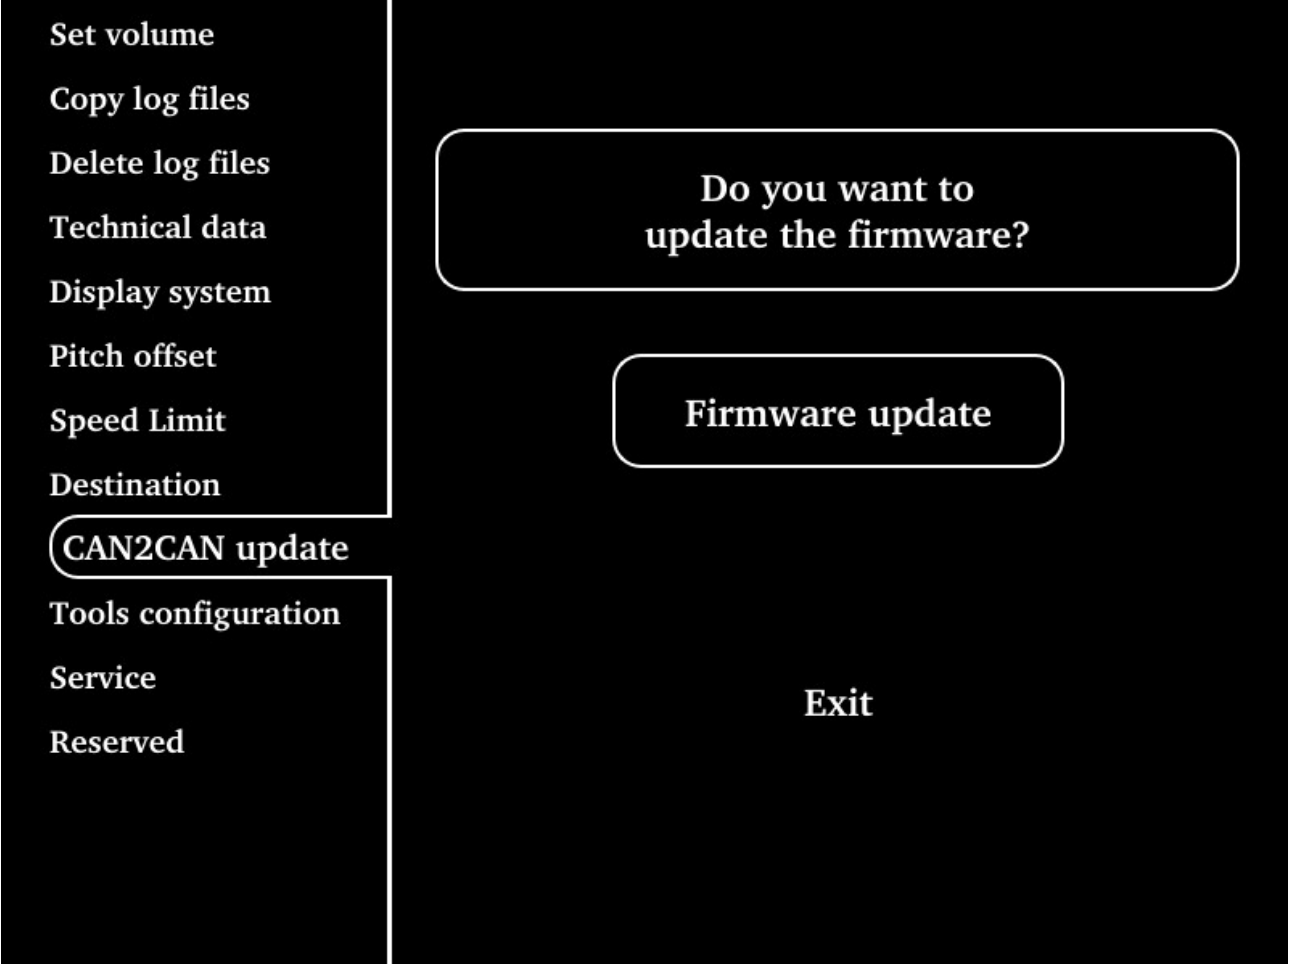 Set volume
Copy log files
Delete log files
Technical data
Display system
Pitch offset
Speed Limit
Destination
CAN2CAN update
Tools configuration
Service
Reserved
Do you want to
update the firmware?
Firmware update
Exit